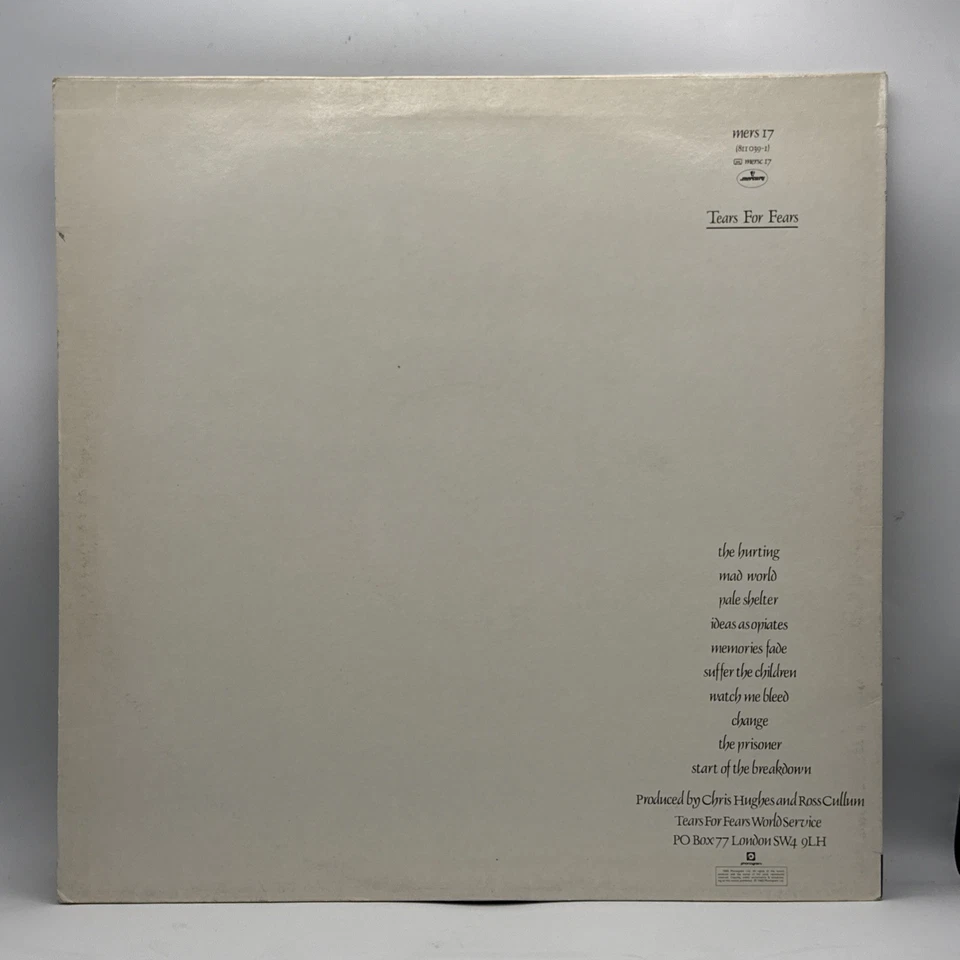 mers 17
(811 039-1)
merc 17
mercury
Tears For Fears
the hurting
mad world
pale shelter
ideas as opiates
memories fade
suffer the children
watch me bleed
change
the prisoner
start of the breakdown
Produced by Chris Hughes and Ross Cullum
Tears For Fears World Service
PO Box 77 London SW4 9LH
phonogram